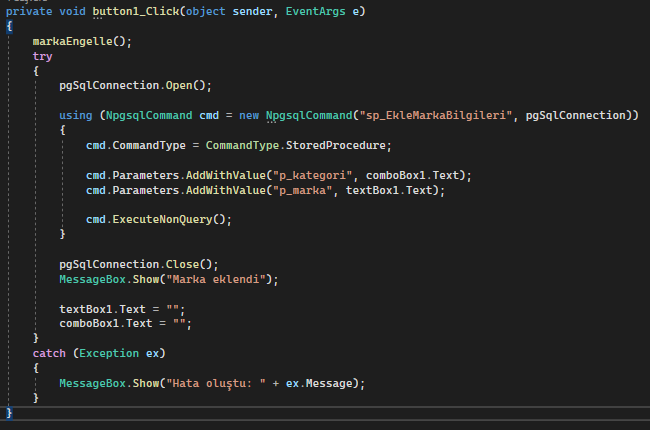 private void button1_Click(object sender, EventArgs e)
{
markaEngelle();
try
{
pgSqlConnection.Open();
using (NpgsqlCommand cmd = new NpgsqlCommand("sp_EkleMarkaBilgileri", pgSqlConnection))
{
cmd.CommandType = CommandType.StoredProcedure;
cmd.Parameters.AddWithValue("p_kategori", comboBox1.Text);
cmd.Parameters.AddWithValue("p_marka", textBox1.Text);
cmd.ExecuteNonQuery();
}
pgSqlConnection.Close();
MessageBox.Show("Marka eklendi");
textBox1.Text = "";
comboBox1.Text = "";
}
catch (Exception ex)
{
MessageBox.Show("Hata oluştu: " + ex.Message);
}
}